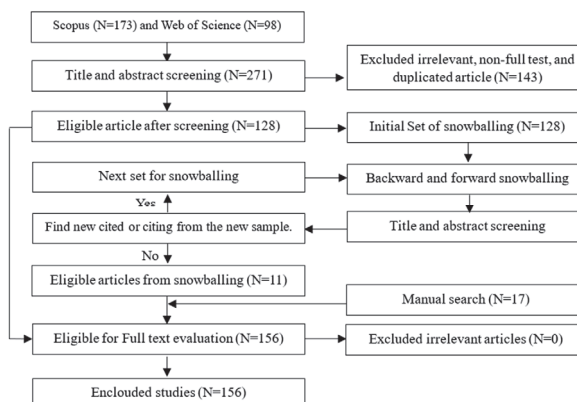 Scopus (N=173) and Web of Science (N=98)
Title and abstract screening (N=271)
Excluded irrelevant, non-full test, and
duplicated article (N=143)
Eligible article after screening (N=128)
Initial Set of snowballing (N=128)
Next set for snowballing
Backward and forward snowballing
Yes
Find new cited or citing from the new sample.
Title and abstract screening
No
Eligible articles from snowballing (N=11)
Manual search (N=17)
Eligible for Full text evaluation (N=156)
Excluded irrelevant articles (N=0)
Enclouded studies (N=156)